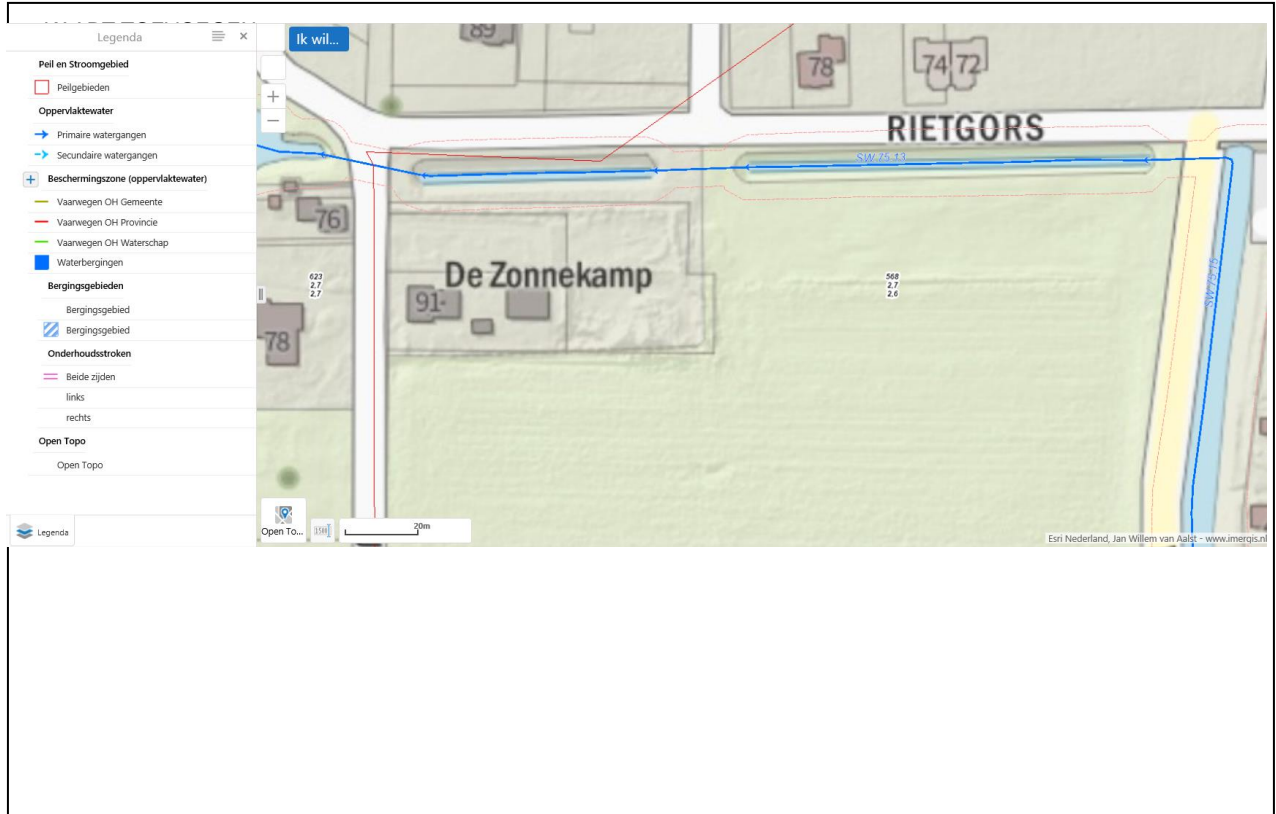 Legenda
Peil en Stroomgebied
Peilgebieden
Oppervlaktewater
Primaire watergangen
Secundaire watergangen
Beschermingszone (oppervlaktewater)
Vaarwegen OH Gemeente
Vaarwegen OH Provincie
Vaarwegen OH Waterschap
Waterbergingen
Bergingsgebieden
Bergingsgebied
Bergingsgebied
Onderhoudsstroken
Beide zijden
links
rechts
Open Topo
Open Topo
Legenda
Ik wil...
+
−
89
78
74 72
RIETGORS
SW 75 13
76
De Zonnekamp
91
623
2.7
2.7
568
2.7
2.6
SW 75 15
78
Open To...
20m
Esri Nederland, Jan Willem van Aalst - www.imergis.nl